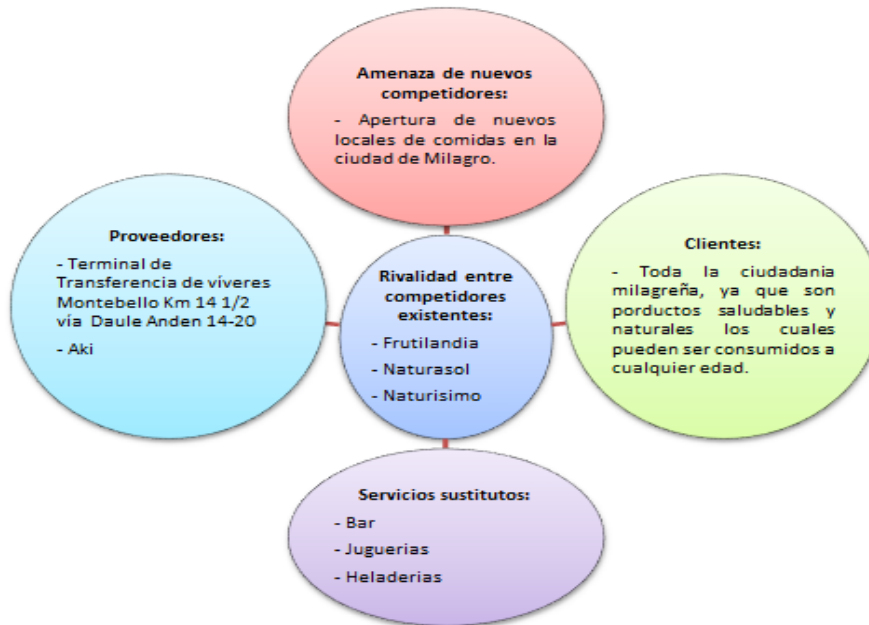 Amenaza de nuevos
competidores:
- Apertura de nuevos
locales de comidas en la
ciudad de Milagro.
Proveedores:
- Terminal de
Transferencia de víveres
Montebello Km 14 1/2
vía Daule Anden 14-20
- Aki
Rivalidad entre
competidores
existentes:
- Frutilandia
- Naturasol
- Naturisimo
Clientes:
- Toda la ciudadania
milagreña, ya que son
porductos saludables y
naturales los cuales
pueden ser consumidos a
cualquier edad.
Servicios sustitutos:
- Bar
- Juguerias
- Heladerias